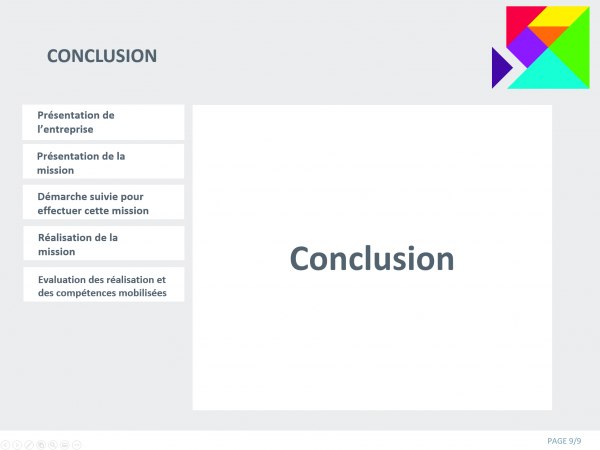 CONCLUSION
Présentation de
l’entreprise
Présentation de la
mission
Démarche suivie pour
effectuer cette mission
Réalisation de la
mission
Evaluation des réalisation et
des compétences mobilisées
Conclusion
PAGE 9/9